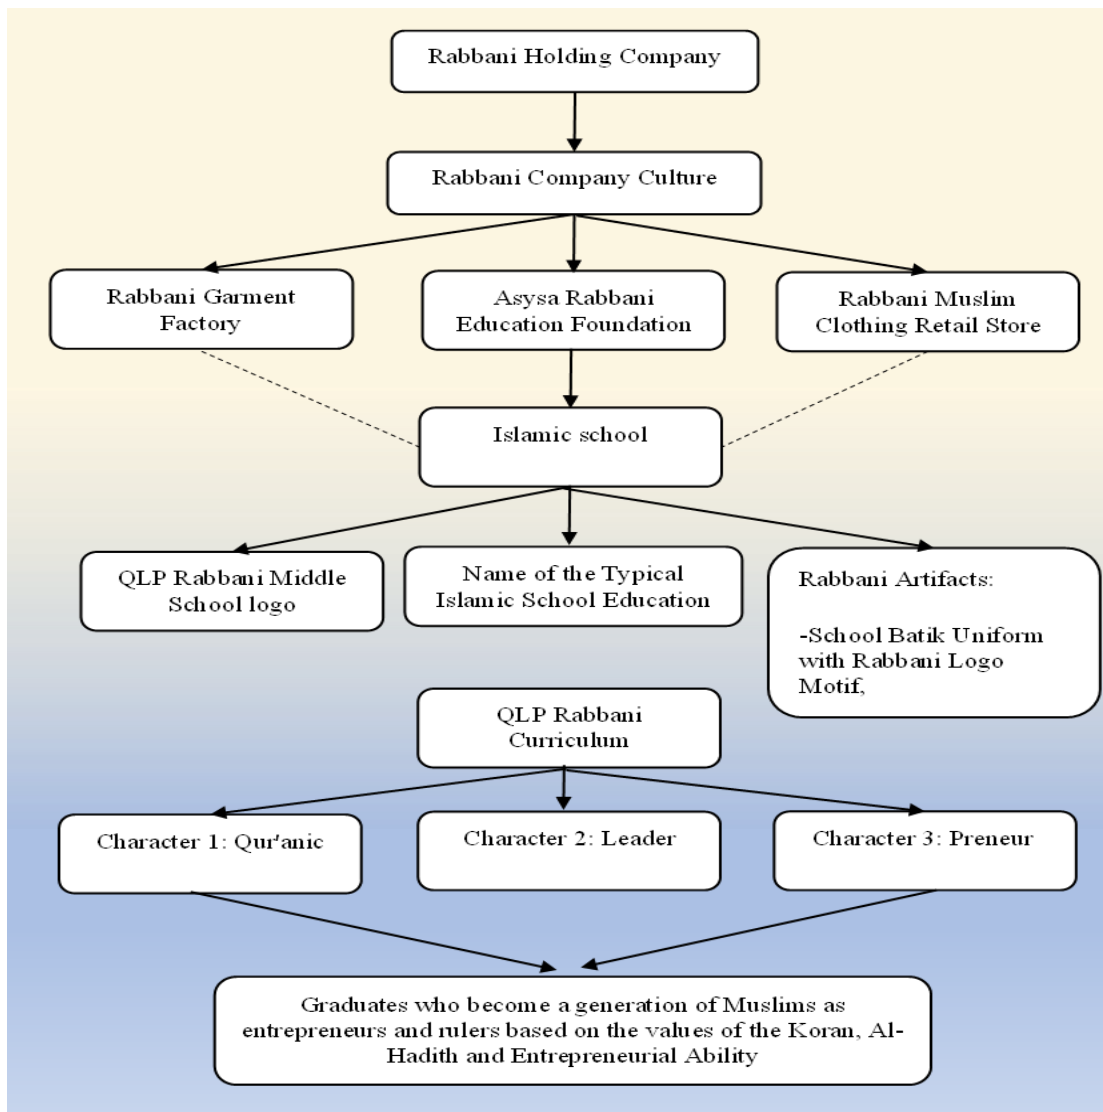 Rabbani Holding Company
Rabbani Company Culture
Rabbani Garment
Factory
Asysa Rabbani
Education Foundation
Rabbani Muslim
Clothing Retail Store
Islamic school
QLP Rabbani Middle
School logo
Name of the Typical
Islamic School Education
Rabbani Artifacts:
-School Batik Uniform
with Rabbani Logo
Motif,
QLP Rabbani
Curriculum
Character 1: Qur'anic
Character 2: Leader
Character 3: Preneur
Graduates who become a generation of Muslims as
entrepreneurs and rulers based on the values of the Koran, Al-
Hadith and Entrepreneurial Ability